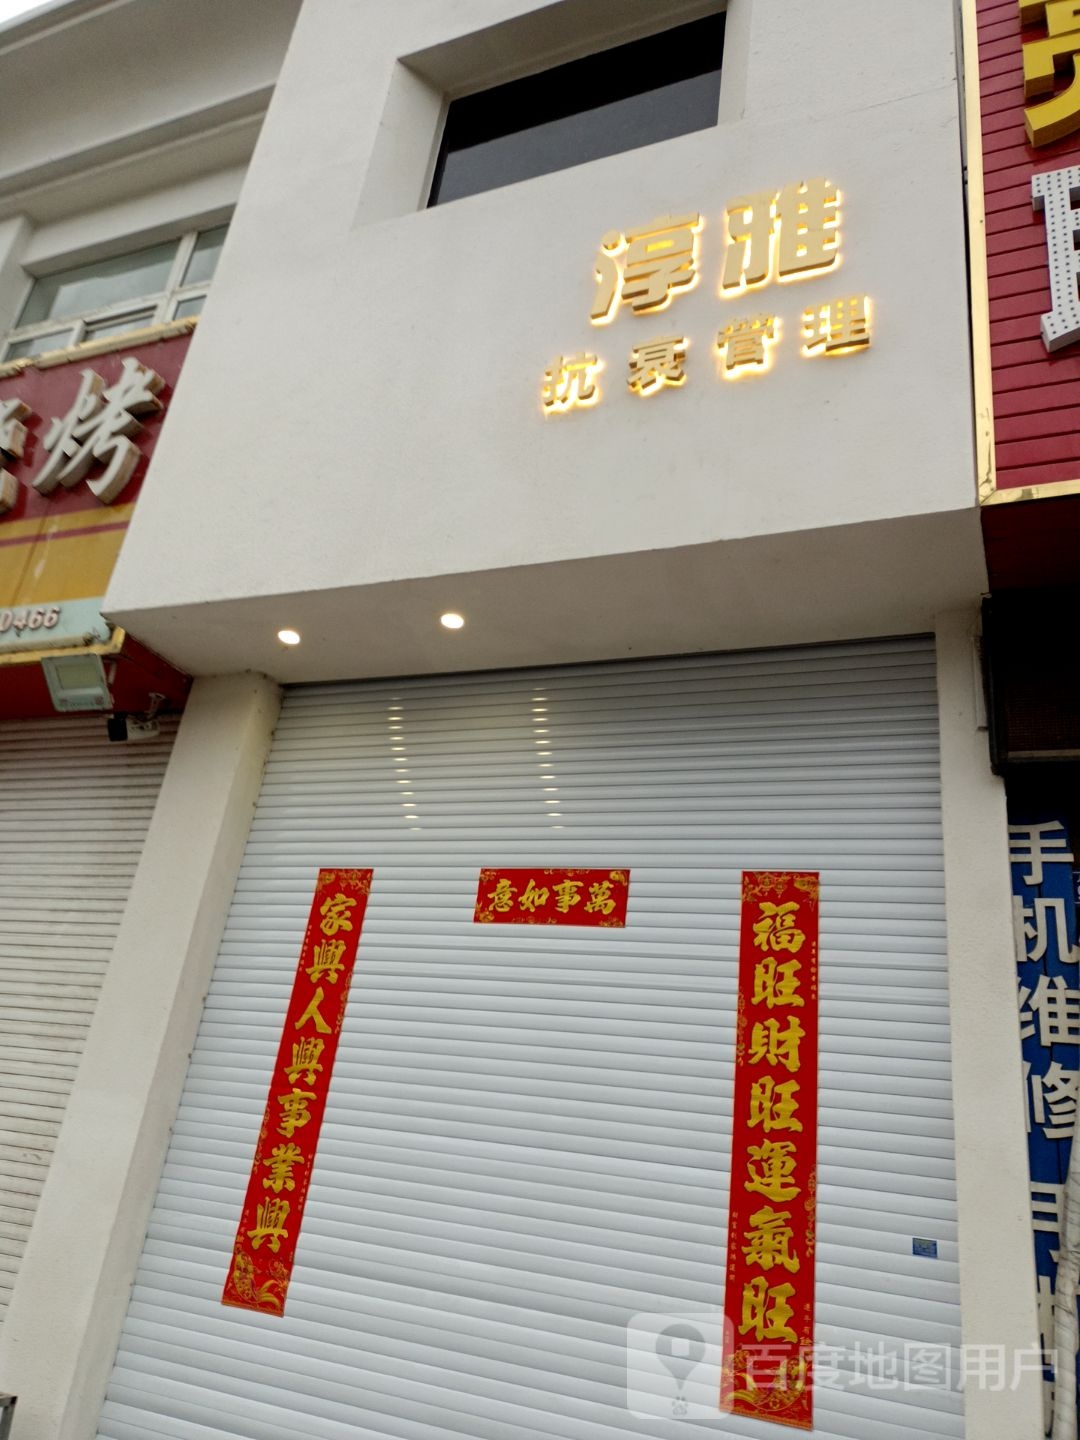 淳雅
抗衰管理
烤
0466
意如事萬
家興人興事業興
福旺財旺運氣旺
手机维修
百度地图用户